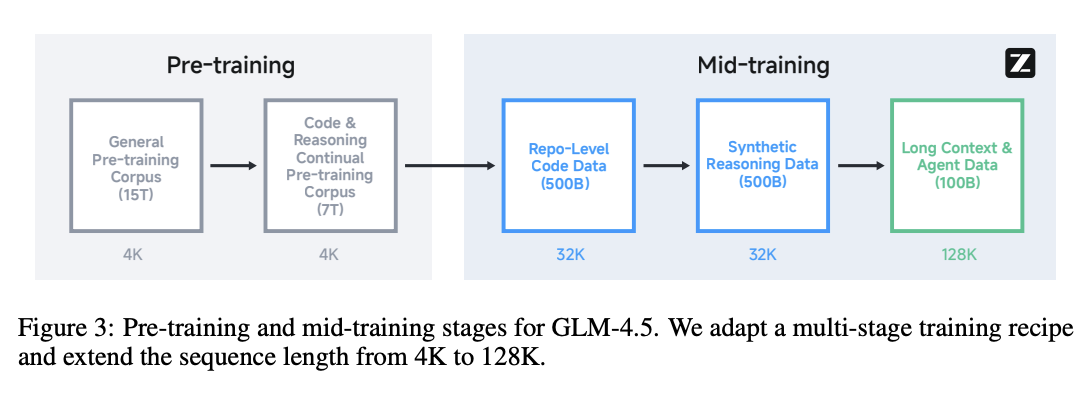 Pre-training
Mid-training
Z
General
Pre-training
Corpus
(15T)
Code &
Reasoning
Continual
Pre-training
Corpus
(7T)
Repo-Level
Code Data
(500B)
Synthetic
Reasoning Data
(500B)
Long Context &
Agent Data
(100B)
4K
4K
32K
32K
128K
Figure 3: Pre-training and mid-training stages for GLM-4.5. We adapt a multi-stage training recipe
and extend the sequence length from 4K to 128K.